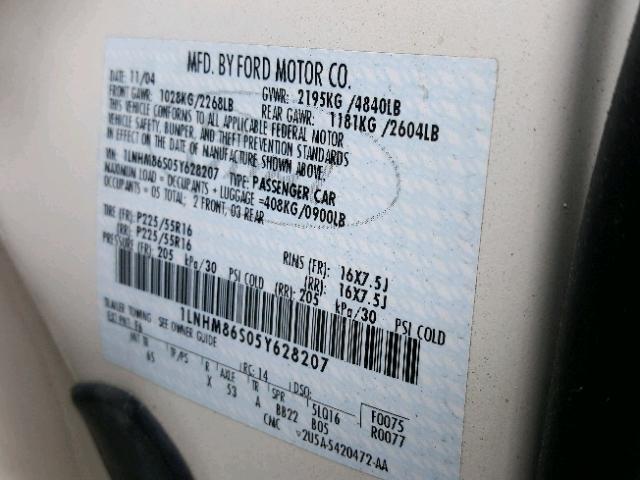 MFD. BY FORD MOTOR CO.
DATE: 11/04
GVWR: 2195KG /4840LB
FRONT GAWR: 1028KG/2268LB
REAR GAWR: 1181KG /2604LB
THIS VEHICLE CONFORMS TO ALL APPLICABLE FEDERAL MOTOR
VEHICLE SAFETY, BUMPER, AND THEFT PREVENTION STANDARDS
IN EFFECT ON THE DATE OF MANUFACTURE SHOWN ABOVE.
VIN: 1LNHM86S05Y628207 TYPE: PASSENGER CAR
MAXIMUM LOAD = OCCUPANTS + LUGGAGE =408KG/0900LB
OCCUPANTS = 05 TOTAL: 2 FRONT, 03 REAR
TIRE (FR): P225/55R16 RIMS (FR): 16X7.5J
(RR): P225/55R16 (RR): 16X7.5J
PRESSURE (FR): 205 kPa/30 PSI COLD (RR): 205 kPa/30 PSI COLD
1LNHM86S05Y628207
TRAILER TOWING - SEE OWNER GUIDE
EXT PNT: F6 RC: 14 DSO: F0075
INT TR TP/PS R AXLE TR SPR 5LQ16 R0077
65 X 53 A BB22 B05
CNC V2U5A-5420472-AA